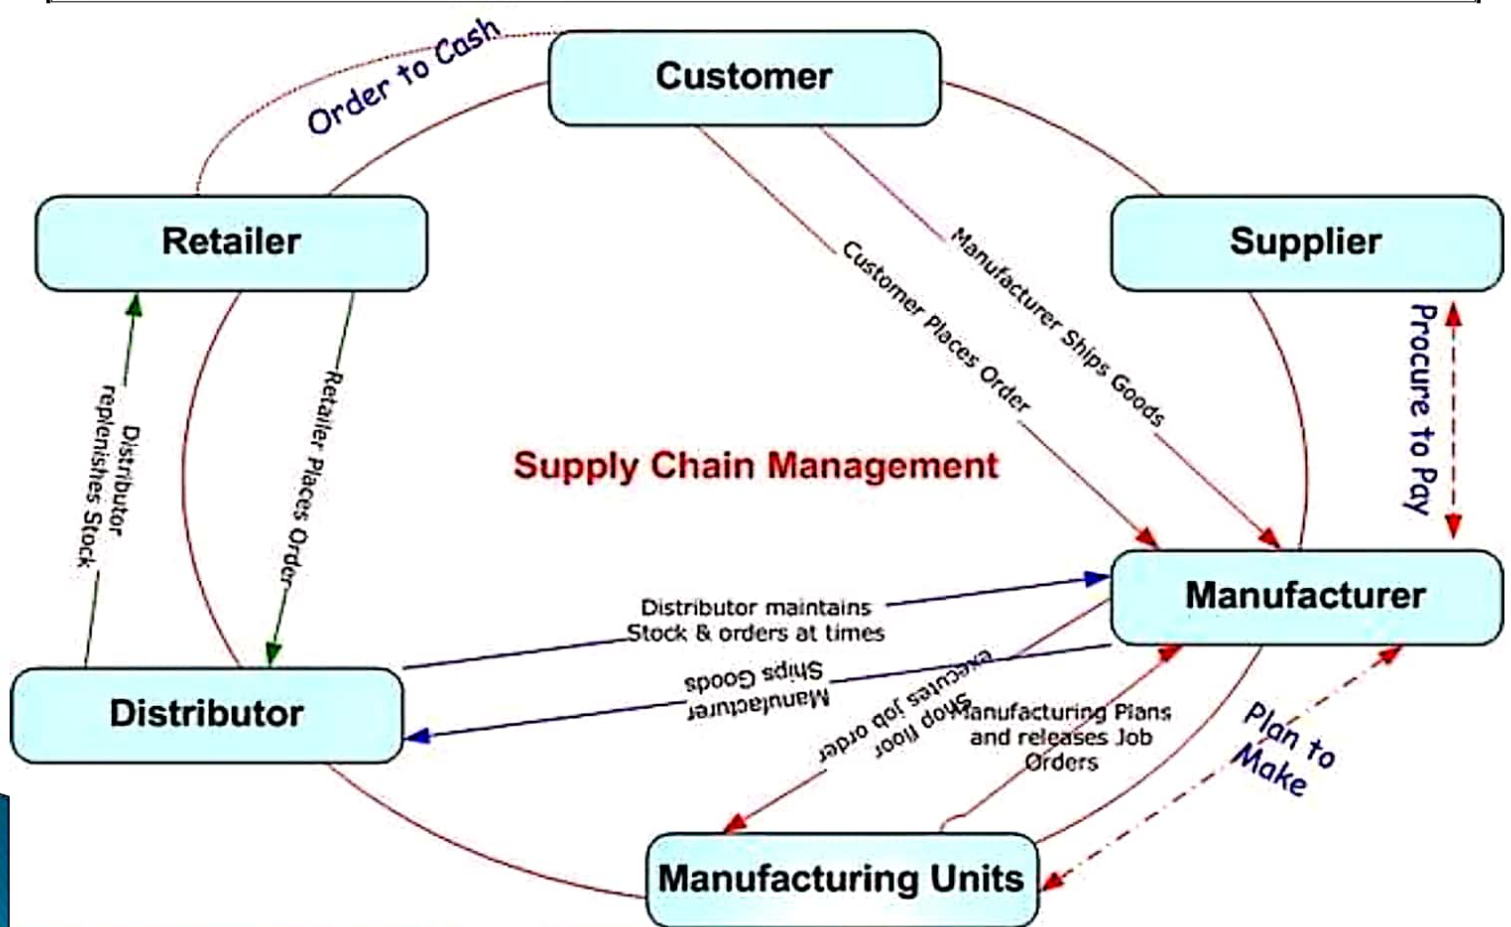 Order to Cash
Customer
Retailer
Supplier
Customer Places Order
Manufacturer Ships Goods
Procure to Pay
Distributor
replenishes Stock
Retailer Places Order
Supply Chain Management
Manufacturer
Distributor maintains
Stock & orders at times
Manufacturer
Ships Goods
Distributor
Shop floor
executes job order
Manufacturing Plans
and releases Job
Orders
Plan to
Make
Manufacturing Units